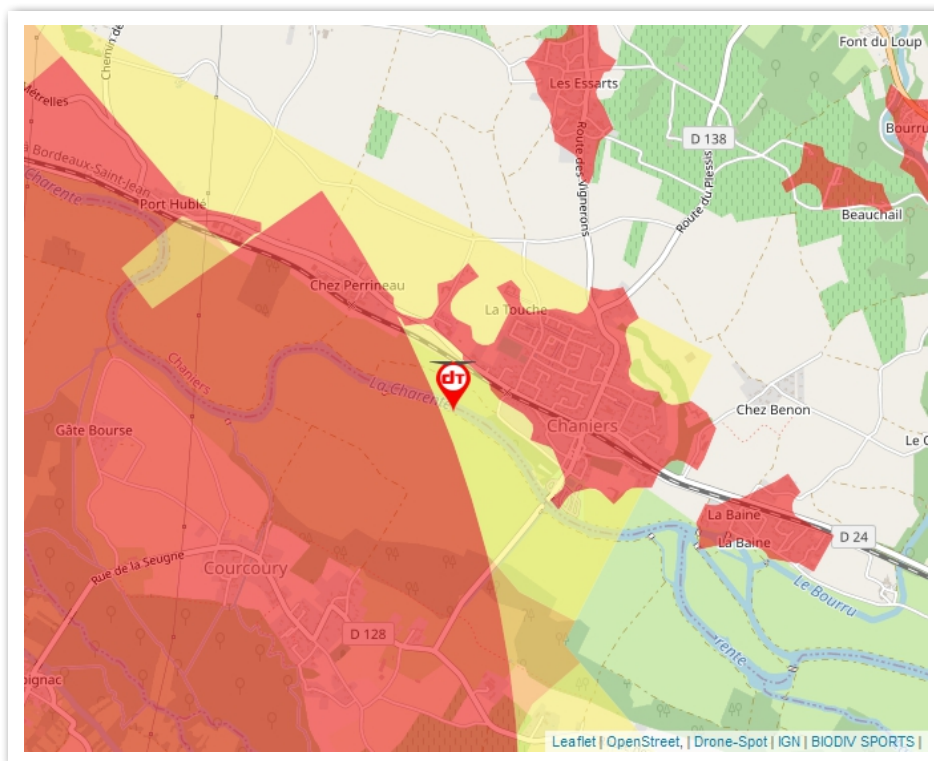 Chemin de
Font du Loup
Les Essarts
Métrelles
Bourru
D 138
Route des Vignerons
Route du Plessis
a Bordeaux-Saint-Jean
Charente
Port Hublé
Beauchail
Chez Perrineau
La Touche
Chaniers
La Charente
DT
Chez Benon
Gâte Bourse
Chaniers
Le C
La Baine
D 24
La Baine
Rue de la Seugne
Courcoury
Le Bourru
D 128
rente
pignac
Leaflet | OpenStreet, | Drone-Spot | IGN | BIODIV SPORTS |